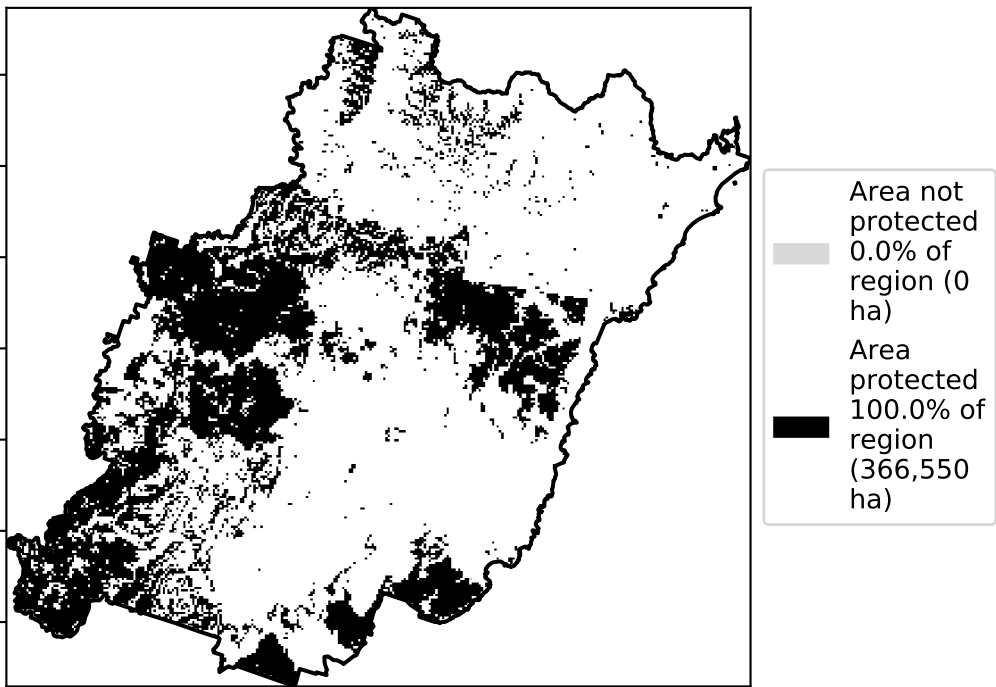 Area not
protected
0.0% of
region (0
ha)
Area
protected
100.0% of
region
(366,550
ha)